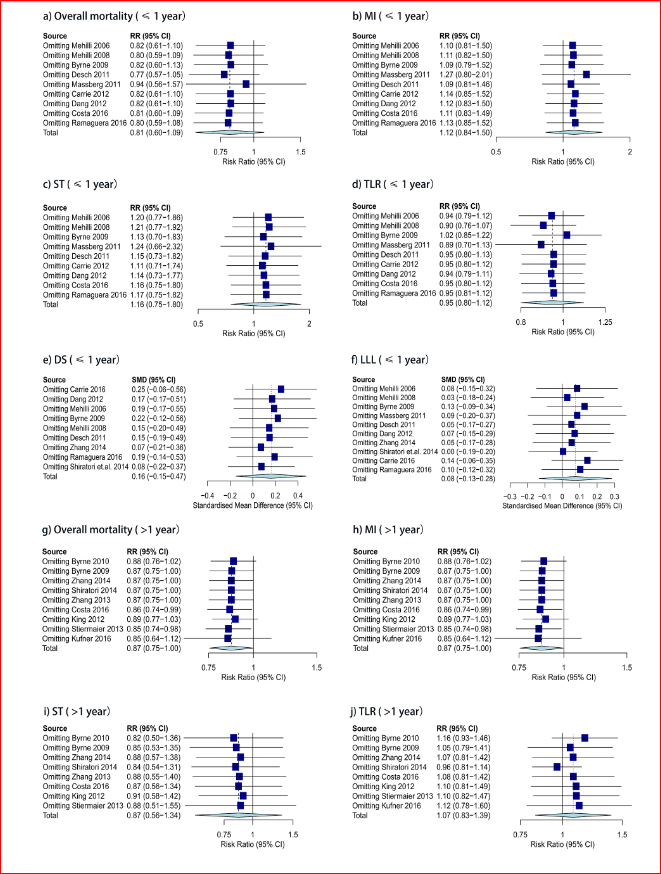 a) Overall mortality (≤ 1 year)
Source RR (95% CI)
Omitting Mehilli 2006 0.82 (0.61−1.10)
Omitting Mehilli 2008 0.80 (0.59−1.09)
Omitting Byrne 2009 0.82 (0.60−1.13)
Omitting Desch 2011 0.77 (0.57−1.05)
Omitting Massberg 2011 0.94 (0.56−1.57)
Omitting Carrie 2012 0.82 (0.61−1.10)
Omitting Dang 2012 0.82 (0.61−1.10)
Omitting Costa 2016 0.81 (0.60−1.09)
Omitting Ramaguera 2016 0.80 (0.59−1.08)
Total 0.81 (0.60−1.09)
0.75 1 1.5
Risk Ratio (95% CI)
b) MI (≤ 1 year)
Source RR (95% CI)
Omitting Mehilli 2006 1.10 (0.81−1.50)
Omitting Mehilli 2008 1.11 (0.82−1.50)
Omitting Byrne 2009 1.09 (0.79−1.52)
Omitting Massberg 2011 1.27 (0.80−2.01)
Omitting Desch 2011 1.09 (0.81−1.46)
Omitting Carrie 2012 1.14 (0.85−1.52)
Omitting Dang 2012 1.12 (0.83−1.50)
Omitting Costa 2016 1.11 (0.83−1.49)
Omitting Ramaguera 2016 1.13 (0.85−1.52)
Total 1.12 (0.84−1.50)
0.5 1 2
Risk Ratio (95% CI)
c) ST (≤ 1 year)
Source RR (95% CI)
Omitting Mehilli 2006 1.20 (0.77−1.86)
Omitting Mehilli 2008 1.21 (0.77−1.92)
Omitting Byrne 2009 1.13 (0.70−1.83)
Omitting Massberg 2011 1.24 (0.66−2.32)
Omitting Desch 2011 1.15 (0.73−1.82)
Omitting Carrie 2012 1.11 (0.71−1.74)
Omitting Dang 2012 1.14 (0.73−1.77)
Omitting Costa 2016 1.16 (0.75−1.80)
Omitting Ramaguera 2016 1.17 (0.75−1.82)
Total 1.16 (0.75−1.80)
0.5 1 2
Risk Ratio (95% CI)
d) TLR (≤ 1 year)
Source RR (95% CI)
Omitting Mehilli 2006 0.94 (0.79−1.12)
Omitting Mehilli 2008 0.90 (0.76−1.07)
Omitting Byrne 2009 1.02 (0.85−1.22)
Omitting Massberg 2011 0.89 (0.70−1.13)
Omitting Desch 2011 0.95 (0.80−1.13)
Omitting Carrie 2012 0.95 (0.80−1.12)
Omitting Dang 2012 0.94 (0.79−1.11)
Omitting Costa 2016 0.95 (0.80−1.12)
Omitting Ramaguera 2016 0.95 (0.81−1.12)
Total 0.95 (0.80−1.12)
0.8 1 1.25
Risk Ratio (95% CI)
e) DS (≤ 1 year)
Source SMD (95% CI)
Omitting Carrie 2016 0.25 (−0.06−0.56)
Omitting Dang 2012 0.17 (−0.17−0.51)
Omitting Mehilli 2006 0.19 (−0.17−0.55)
Omitting Byrne 2009 0.22 (−0.12−0.56)
Omitting Mehilli 2008 0.15 (−0.20−0.49)
Omitting Desch 2011 0.15 (−0.19−0.49)
Omitting Zhang 2014 0.07 (−0.21−0.36)
Omitting Ramaguera 2016 0.19 (−0.14−0.53)
Omitting Shiratori et.al. 2014 0.08 (−0.22−0.37)
Total 0.16 (−0.15−0.47)
−0.4 −0.2 0 0.2 0.4
Standardised Mean Difference (95% CI)
f) LLL (≤ 1 year)
Source SMD (95% CI)
Omitting Mehilli 2006 0.08 (−0.15−0.32)
Omitting Mehilli 2008 0.03 (−0.18−0.24)
Omitting Byrne 2009 0.13 (−0.09−0.34)
Omitting Massberg 2011 0.09 (−0.20−0.37)
Omitting Desch 2011 0.05 (−0.17−0.27)
Omitting Dang 2012 0.07 (−0.15−0.29)
Omitting Zhang 2014 0.05 (−0.17−0.28)
Omitting Shiratori et.al. 2014 0.00 (−0.19−0.20)
Omitting Carrie 2016 0.14 (−0.06−0.35)
Omitting Ramaguera 2016 0.10 (−0.12−0.32)
Total 0.08 (−0.13−0.28)
−0.3 −0.2 −0.1 0 0.1 0.2 0.3
Standardised Mean Difference (95% CI)
g) Overall mortality (>1 year)
Source RR (95% CI)
Omitting Byrne 2010 0.88 (0.76−1.02)
Omitting Byrne 2009 0.87 (0.75−1.00)
Omitting Zhang 2014 0.87 (0.75−1.00)
Omitting Shiratori 2014 0.87 (0.75−1.00)
Omitting Zhang 2013 0.87 (0.75−1.00)
Omitting Costa 2016 0.86 (0.74−0.99)
Omitting King 2012 0.89 (0.77−1.03)
Omitting Stiermaier 2013 0.85 (0.74−0.98)
Omitting Kufner 2016 0.85 (0.64−1.12)
Total 0.87 (0.75−1.00)
0.75 1 1.5
Risk Ratio (95% CI)
h) MI (>1 year)
Source RR (95% CI)
Omitting Byrne 2010 0.88 (0.76−1.02)
Omitting Byrne 2009 0.87 (0.75−1.00)
Omitting Zhang 2014 0.87 (0.75−1.00)
Omitting Shiratori 2014 0.87 (0.75−1.00)
Omitting Zhang 2013 0.87 (0.75−1.00)
Omitting Costa 2016 0.86 (0.74−0.99)
Omitting King 2012 0.89 (0.77−1.03)
Omitting Stiermaier 2013 0.85 (0.74−0.98)
Omitting Kufner 2016 0.85 (0.64−1.12)
Total 0.87 (0.75−1.00)
0.75 1 1.5
Risk Ratio (95% CI)
i) ST (>1 year)
Source RR (95% CI)
Omitting Byrne 2010 0.82 (0.50−1.36)
Omitting Byrne 2009 0.85 (0.53−1.35)
Omitting Zhang 2014 0.88 (0.57−1.38)
Omitting Shiratori 2014 0.84 (0.54−1.31)
Omitting Zhang 2013 0.88 (0.55−1.40)
Omitting Costa 2016 0.87 (0.56−1.34)
Omitting King 2012 0.91 (0.58−1.42)
Omitting Stiermaier 2013 0.88 (0.51−1.55)
Total 0.87 (0.56−1.34)
0.75 1 1.5
Risk Ratio (95% CI)
j) TLR (>1 year)
Source RR (95% CI)
Omitting Byrne 2010 1.16 (0.93−1.46)
Omitting Byrne 2009 1.05 (0.79−1.41)
Omitting Zhang 2014 1.07 (0.81−1.42)
Omitting Shiratori 2014 0.96 (0.81−1.14)
Omitting Costa 2016 1.08 (0.81−1.42)
Omitting King 2012 1.10 (0.81−1.49)
Omitting Stiermaier 2013 1.10 (0.82−1.47)
Omitting Kufner 2016 1.12 (0.78−1.60)
Total 1.07 (0.83−1.39)
0.75 1 1.5
Risk Ratio (95% CI)